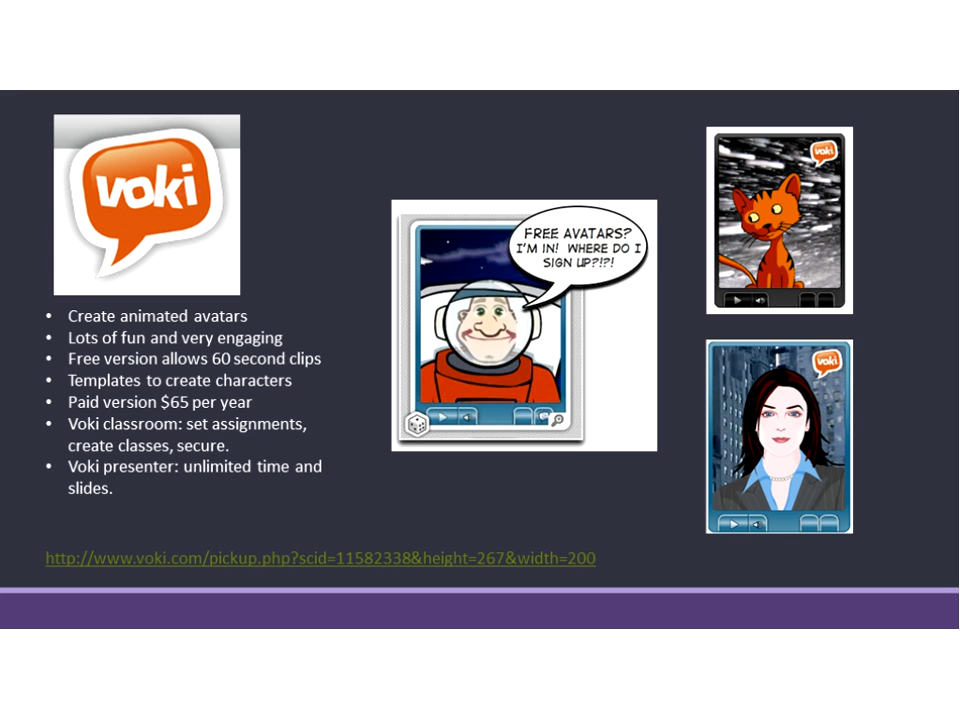 voki
• Create animated avatars
• Lots of fun and very engaging
• Free version allows 60 second clips
• Templates to create characters
• Paid version $65 per year
• Voki classroom: set assignments,
create classes, secure.
• Voki presenter: unlimited time and
slides.
http://www.voki.com/pickup.php?scid=11582338&height=267&width=200
FREE AVATARS?
I'M IN! WHERE DO I
SIGN UP?!?!
voki
voki